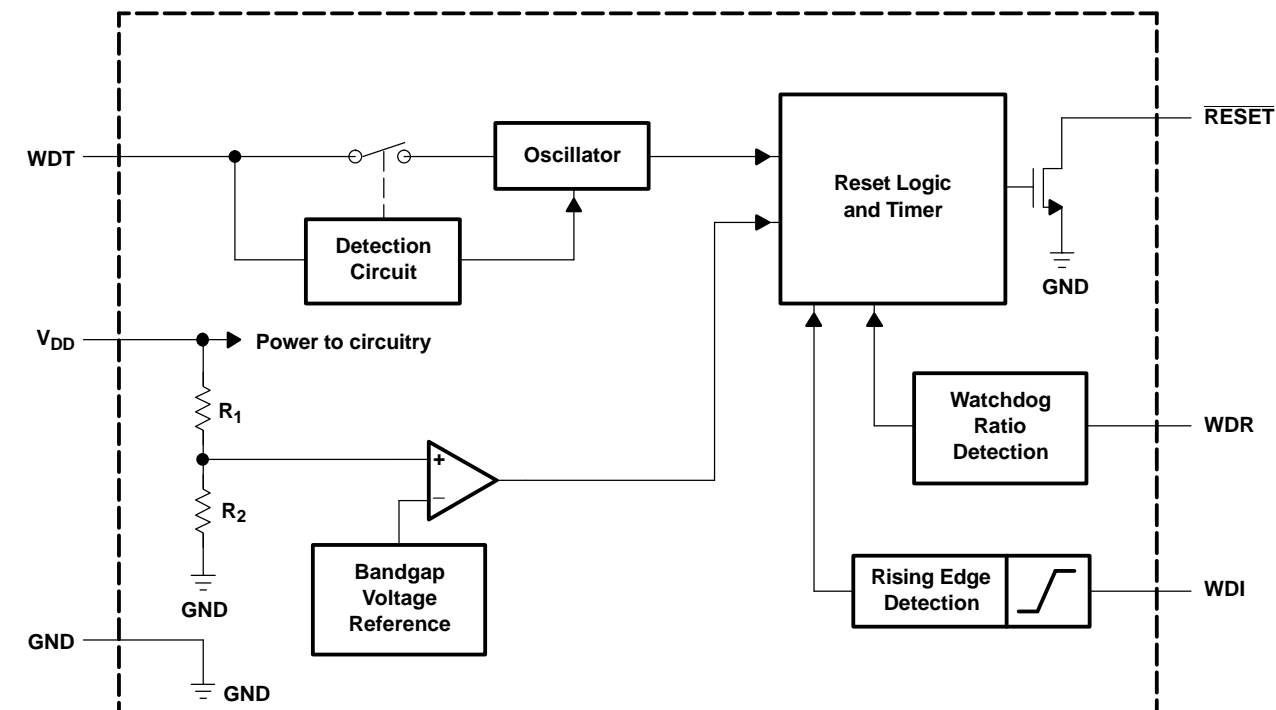 RESET
WDT
Oscillator
Reset Logic
and Timer
Detection
Circuit
GND
VDD
Power to circuitry
R1
Watchdog
Ratio
Detection
WDR
+
–
R2
Bandgap
Voltage
Reference
Rising Edge
Detection
WDI
GND
GND
GND